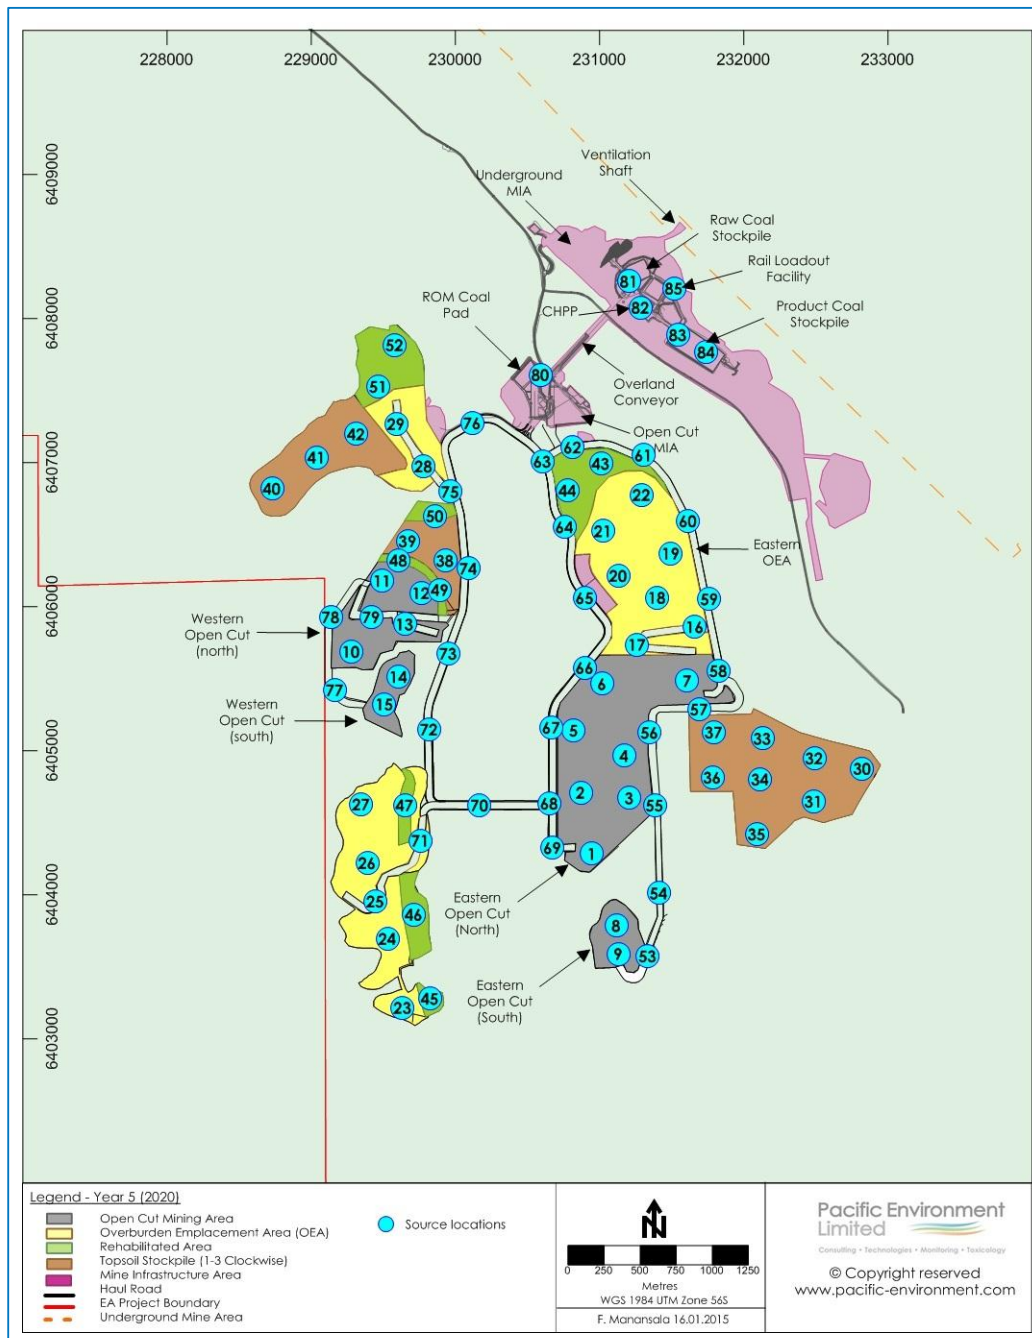 228000
229000
230000
231000
232000
233000
6409000
6408000
6407000
6406000
6405000
6404000
6403000
Ventilation
Shaft
Underground
MIA
Raw Coal
Stockpile
Rail Loadout
Facility
Product Coal
Stockpile
ROM Coal
Pad
CHPP
Overland
Conveyor
Open Cut
MIA
Eastern
OEA
Western
Open Cut
(north)
Western
Open Cut
(south)
Eastern
Open Cut
(North)
Eastern
Open Cut
(South)
81
85
82
83
84
80
52
51
29
42
41
28
40
76
62
43
61
63
75
44
22
50
64
21
60
39
48
38
19
74
11
12
49
20
18
65
59
78
79
13
16
10
73
17
66
58
14
6
7
77
15
57
72
67
5
56
37
33
4
32
30
36
34
2
3
31
27
47
70
68
55
35
71
69
1
26
54
25
46
8
24
9
53
45
23
Legend - Year 5 (2020)
Open Cut Mining Area
Overburden Emplacement Area (OEA)
Rehabilitated Area
Topsoil Stockpile (1-3 Clockwise)
Mine Infrastructure Area
Haul Road
EA Project Boundary
Underground Mine Area
Source locations
N
0 250 500 750 1000 1250
Metres
WGS 1984 UTM Zone 56S
F. Manansala 16.01.2015
Pacific Environment
Limited
Consulting • Technologies • Monitoring • Toxicology
© Copyright reserved
www.pacific-environment.com